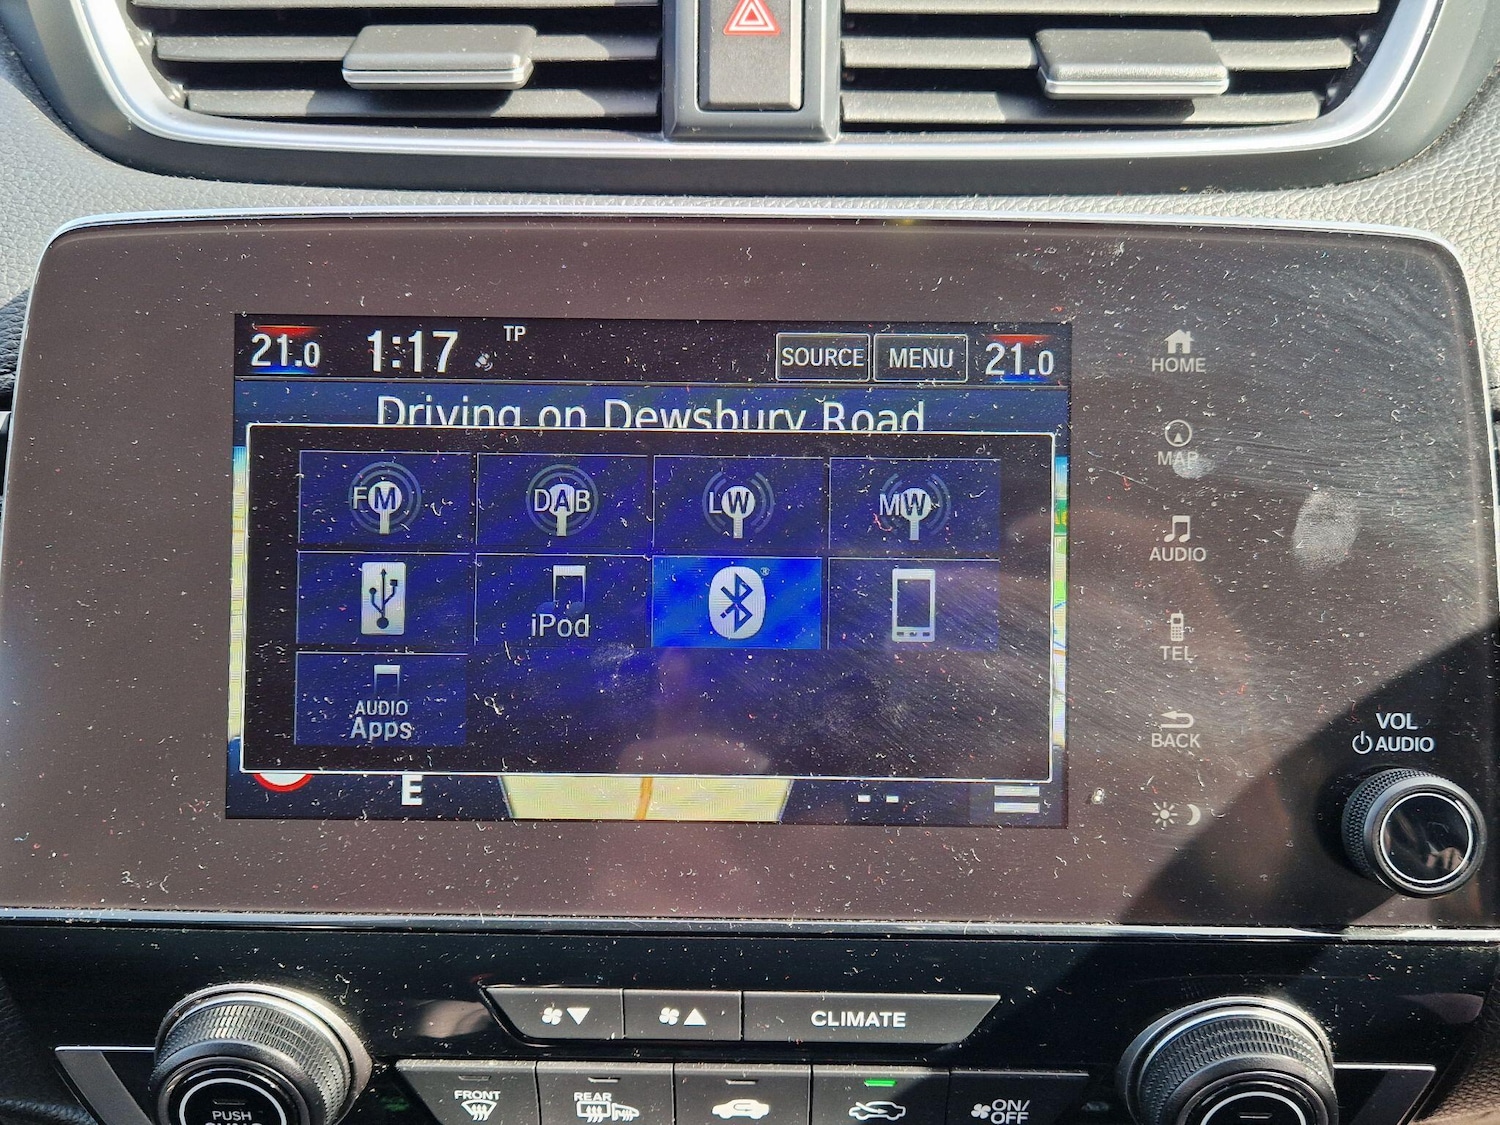 21.0 1:17 TP SOURCE MENU 21.0
Driving on Dewsbury Road
FM DAB LW MW
iPod
AUDIO
Apps
E
- -
HOME
MAP
AUDIO
TEL
BACK
VOL
AUDIO
CLIMATE
FRONT
REAR
ON/
OFF
PUSH